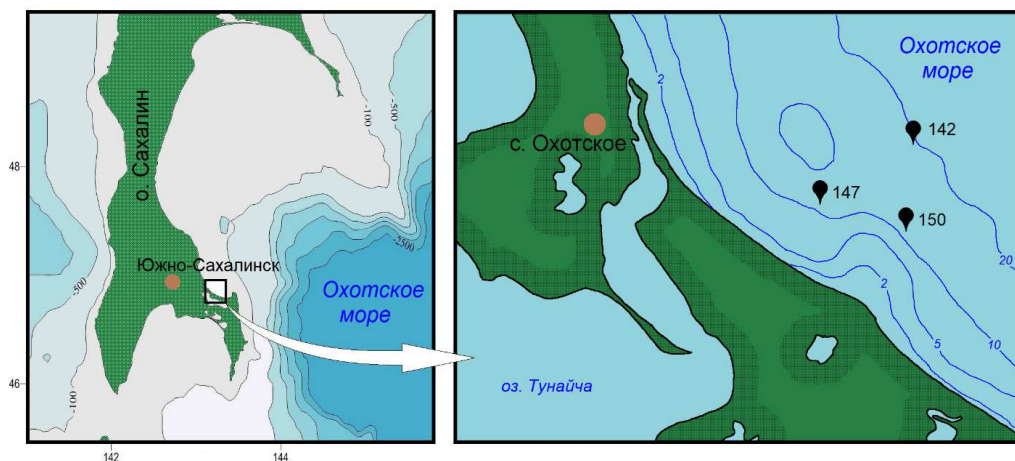 48
46
142
144
о. Сахалин
Южно-Сахалинск
Охотское
море
-100
-500
-2500
-500
-100
Охотское
море
с. Охотское
оз. Тунайча
142
147
150
2
20
2
5
10